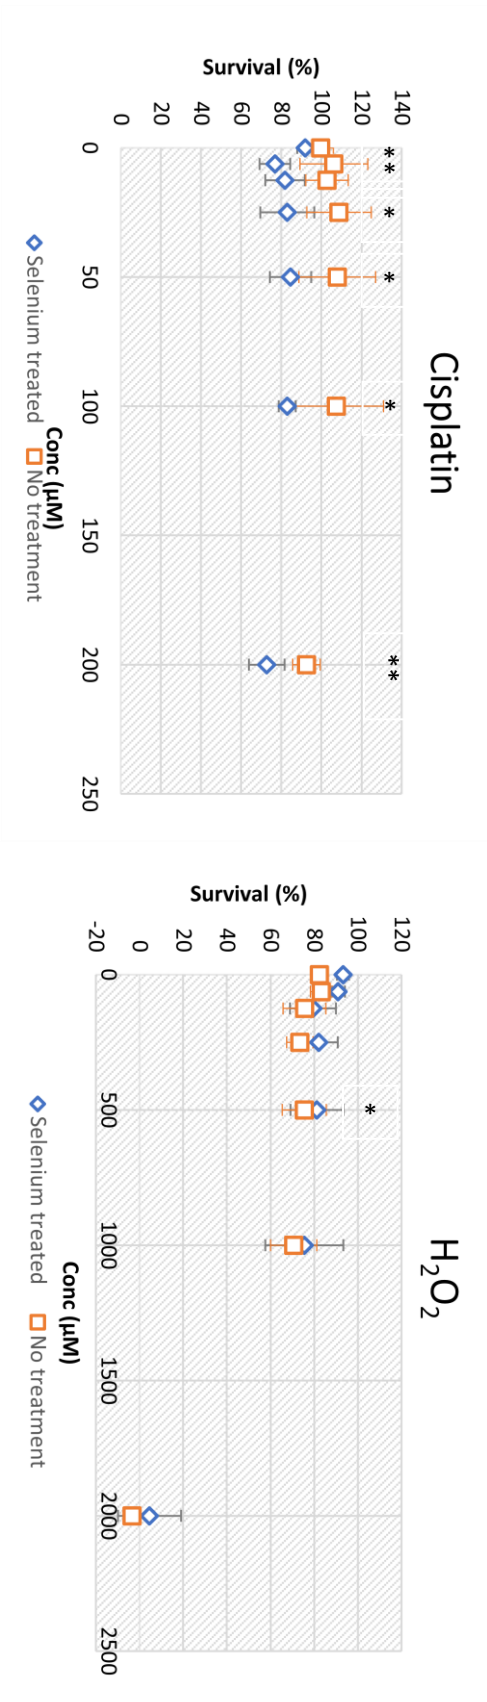 Cisplatin
Survival (%)
140
120
100
80
60
40
20
0
0 50 100 150 200 250
* * * * * **
Conc (µM)
Selenium treated No treatment
H₂O₂
Survival (%)
120
100
80
60
40
20
0
-20
0 500 1000 1500 2000 2500
*
Conc (µM)
Selenium treated No treatment